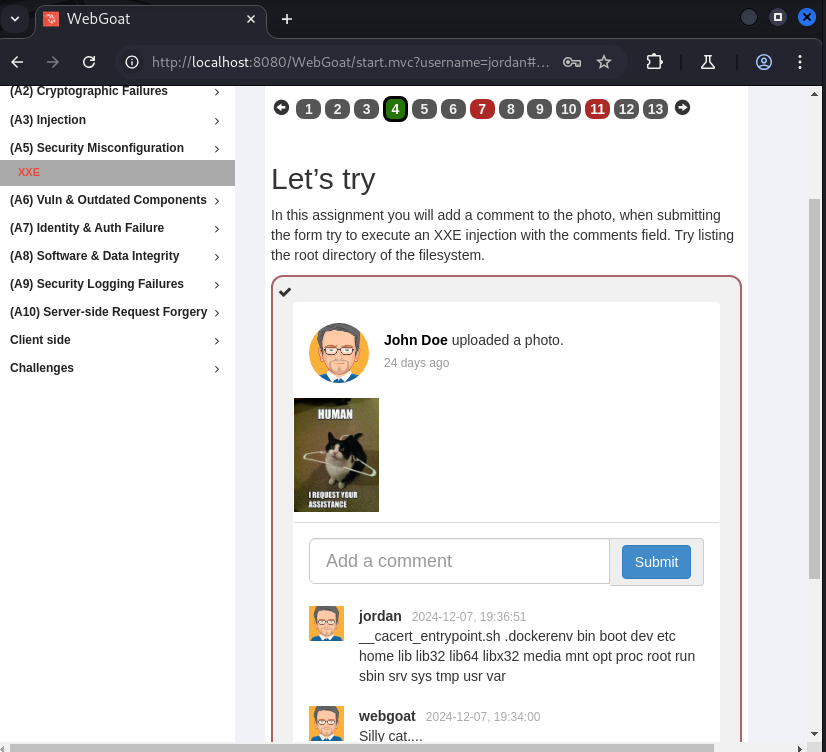 WebGoat
http://localhost:8080/WebGoat/start.mvc?username=jordan#...
(A2) Cryptographic Failures
(A3) Injection
(A5) Security Misconfiguration
XXE
(A6) Vuln & Outdated Components
(A7) Identity & Auth Failure
(A8) Software & Data Integrity
(A9) Security Logging Failures
(A10) Server-side Request Forgery
Client side
Challenges
1 2 3 4 5 6 7 8 9 10 11 12 13
Let's try
In this assignment you will add a comment to the photo, when submitting
the form try to execute an XXE injection with the comments field. Try listing
the root directory of the filesystem.
John Doe uploaded a photo.
24 days ago
HUMAN
I REQUEST YOUR
ASSISTANCE
Add a comment
Submit
jordan 2024-12-07, 19:36:51
__cacert_entrypoint.sh .dockerenv bin boot dev etc
home lib lib32 lib64 libx32 media mnt opt proc root run
sbin srv sys tmp usr var
webgoat 2024-12-07, 19:34:00
Silly cat....